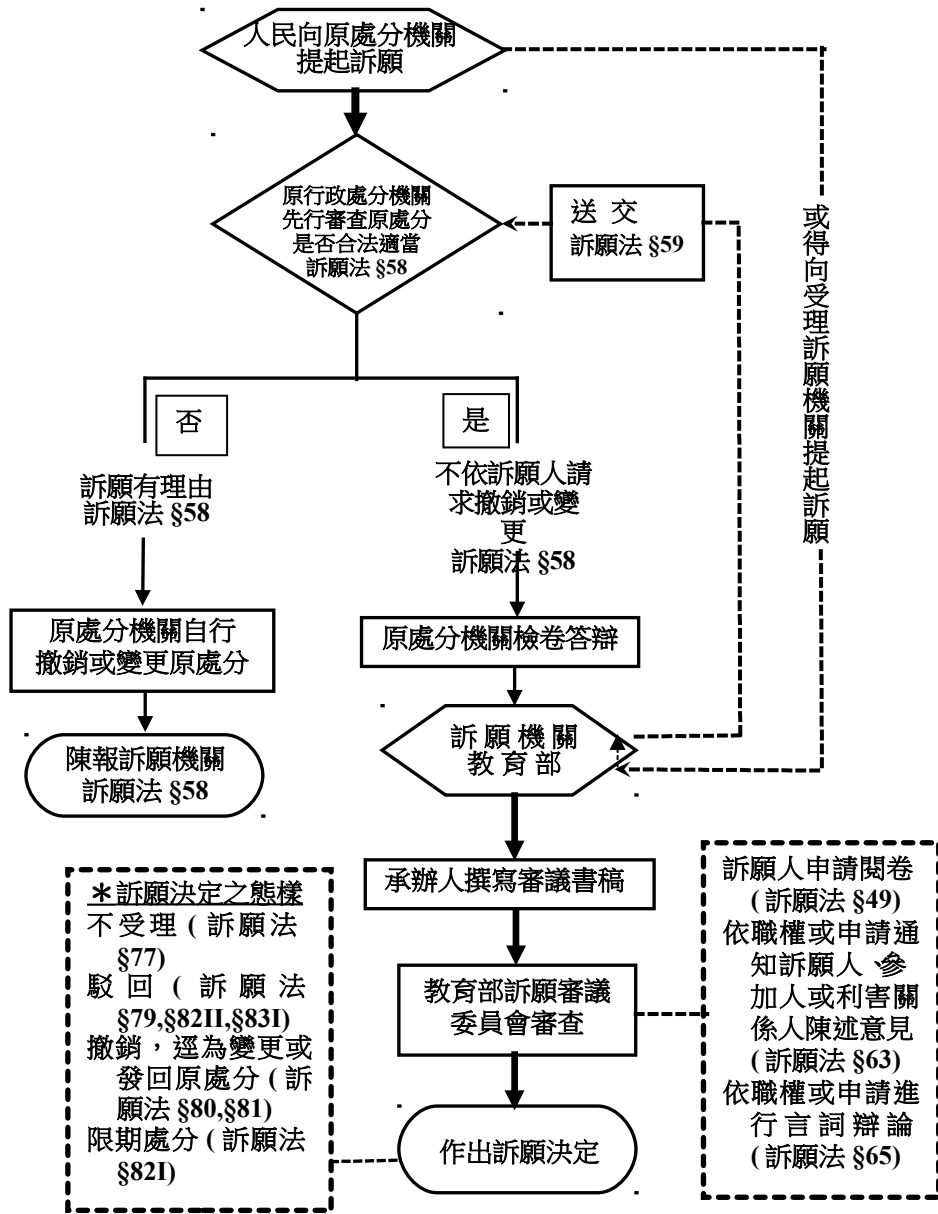 人民向原處分機關
提起訴願
原行政處分機關
先行審查原處分
是否合法適當
訴願法 §58
送 交
訴願法 §59
或得向受理訴願機關提起訴願
否
是
訴願有理由
訴願法 §58
不依訴願人請
求撤銷或變
更
訴願法 §58
原處分機關自行
撤銷或變更原處分
原處分機關檢卷答辯
陳報訴願機關
訴願法 §58
訴 願 機 關
教 育 部
承辦人撰寫審議書稿
教育部訴願審議
委員會審查
作出訴願決定
＊訴願決定之態樣
不受理 ( 訴願法
§77)
駁 回 ( 訴 願 法
§79,§82II,§83I)
撤銷，逕為變更或
發回原處分 ( 訴
願法 §80,§81)
限期處分 ( 訴願法
§82I)
訴願人申請閱卷
( 訴願法 §49)
依職權或申請通
知訴願人、參
加人或利害關
係人陳述意見
( 訴願法 §63)
依職權或申請進
行 言 詞 辯 論
( 訴願法 §65)